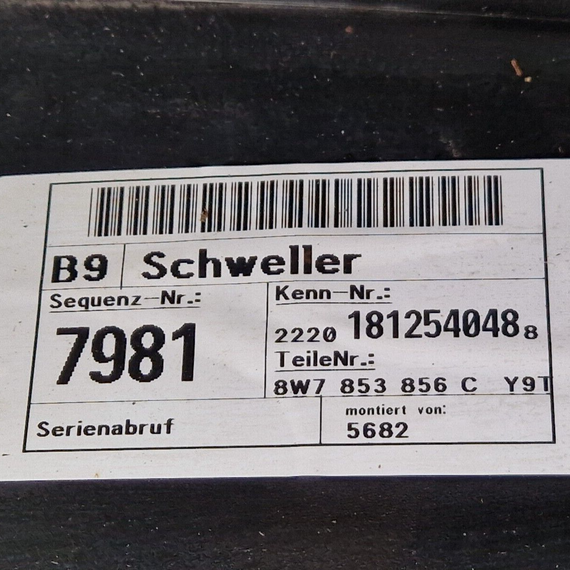 B9 Schweller
Sequenz-Nr.:
7981
Kenn-Nr.:
2220 181254048 8
TeileNr.:
8W7 853 856 C Y9T
Serienabruf
montiert von:
5682